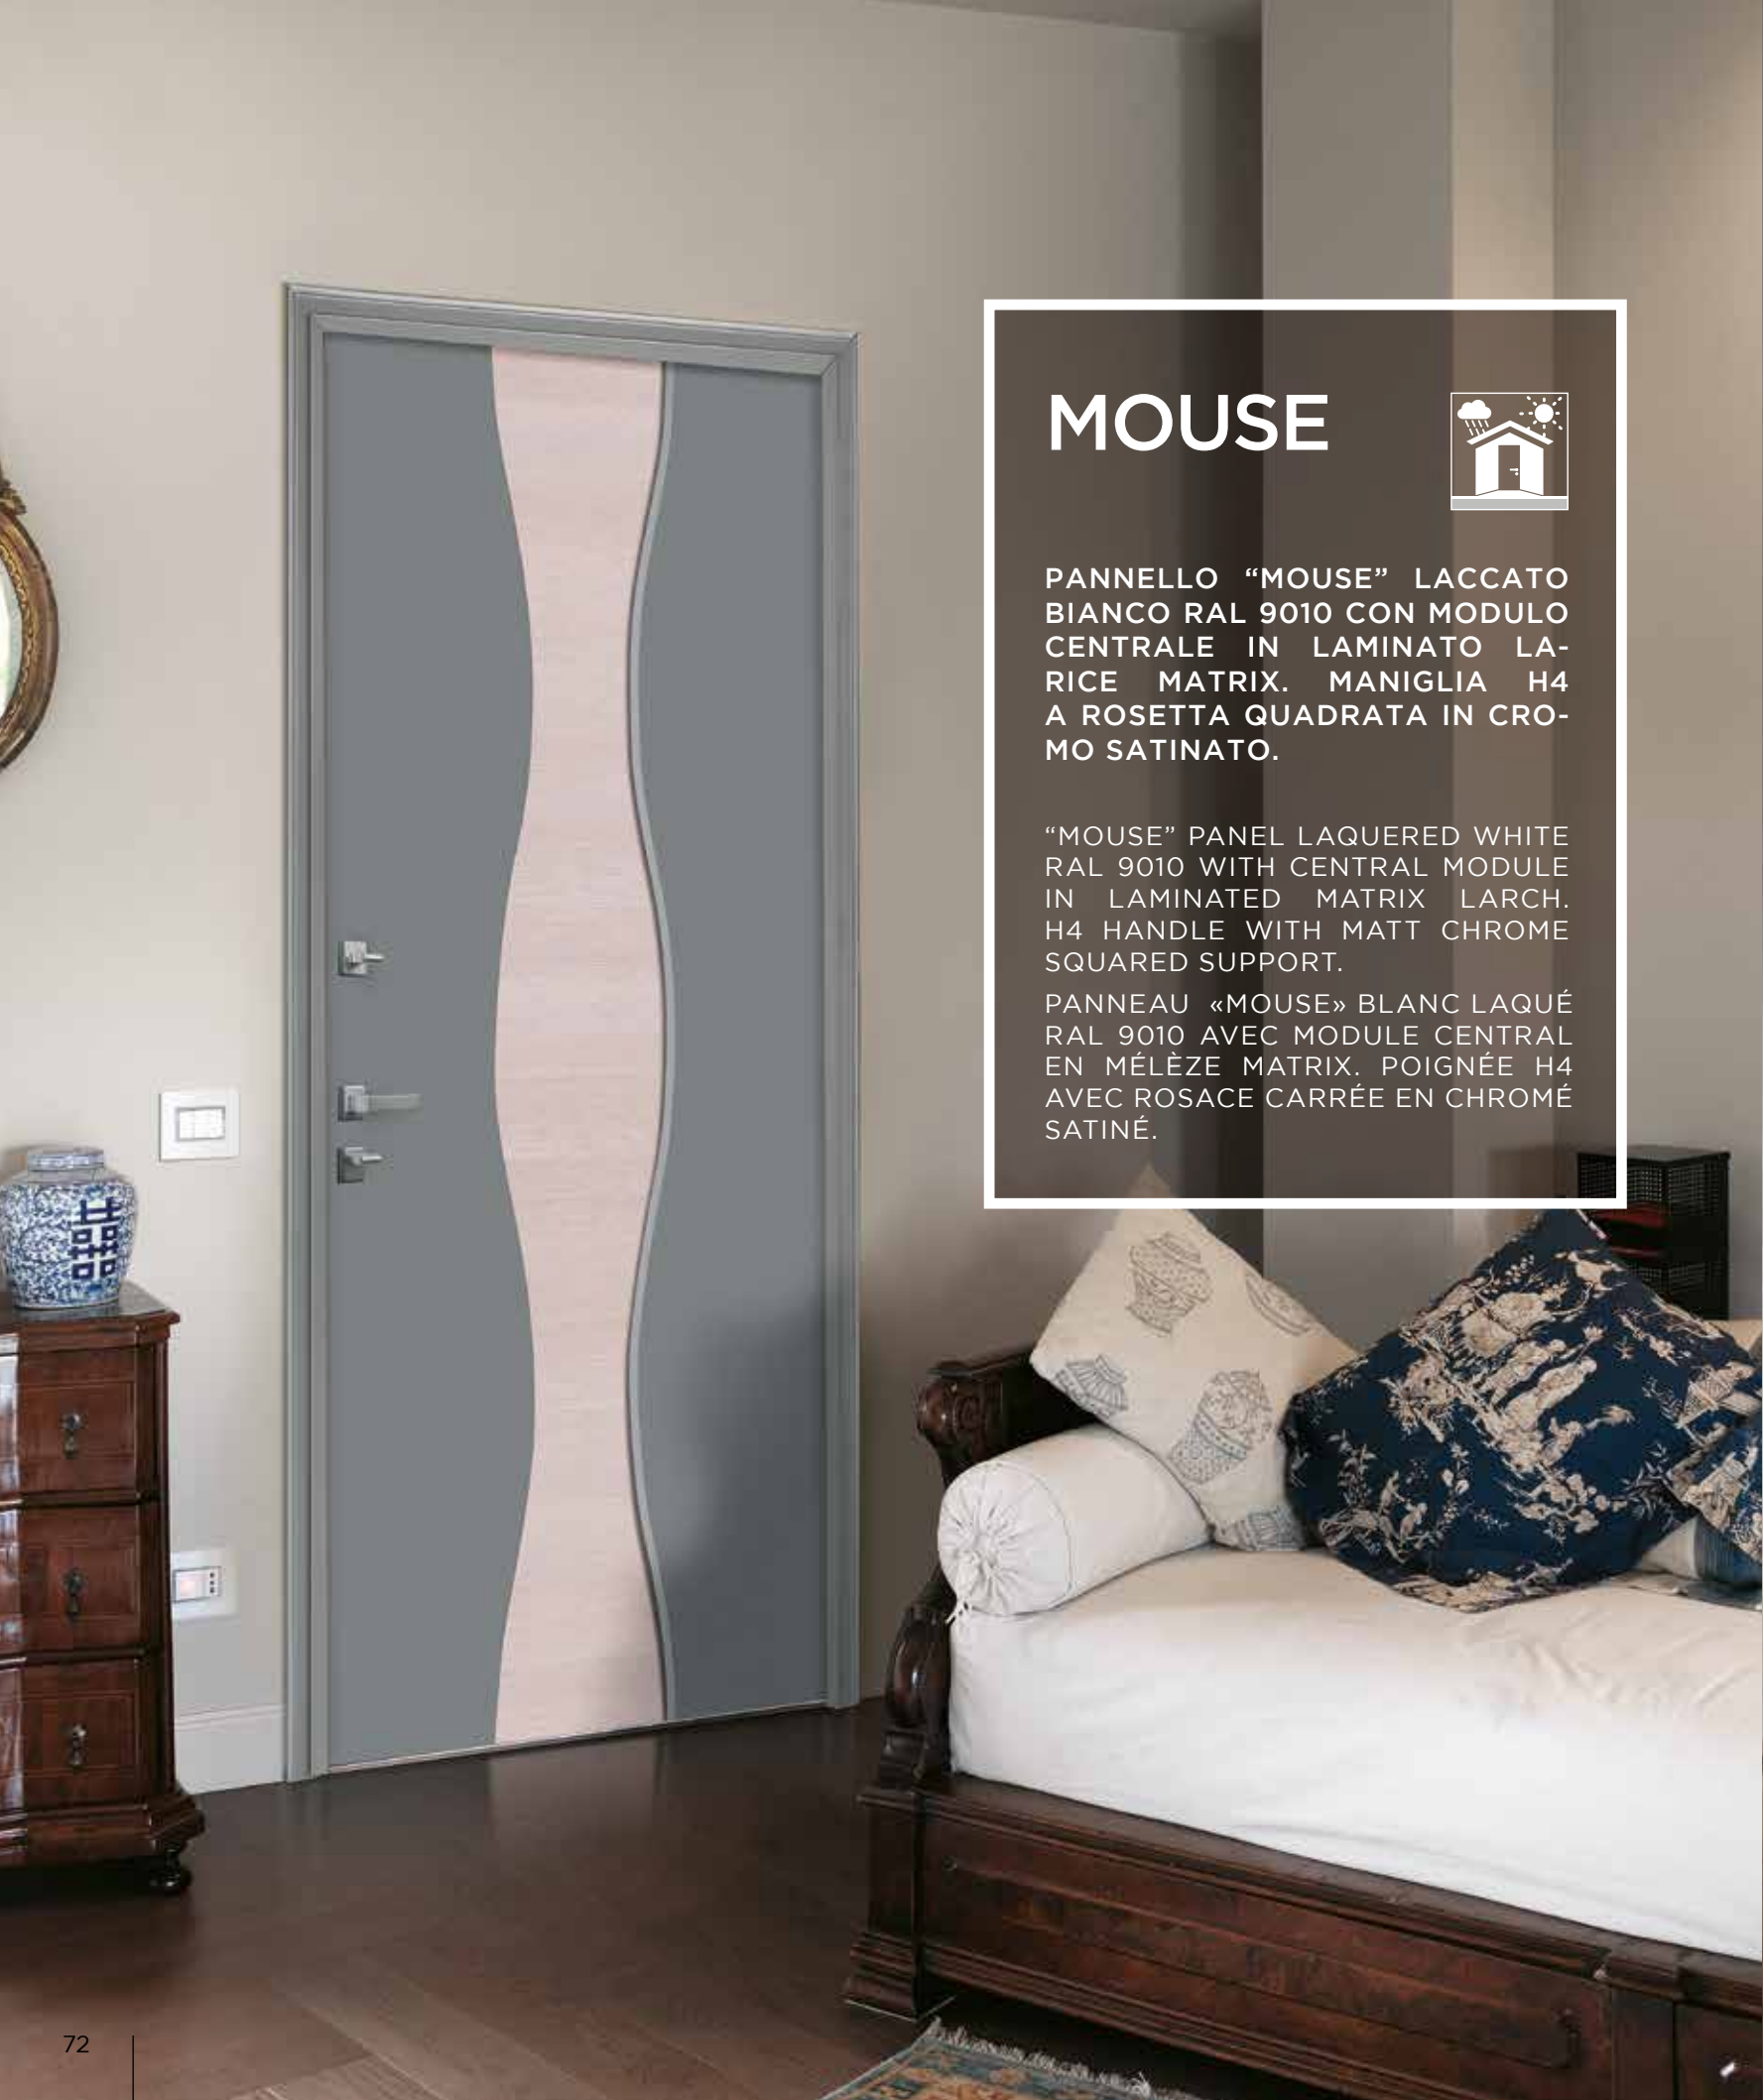 MOUSE
PANNELLO “MOUSE” LACCATO
BIANCO RAL 9010 CON MODULO
CENTRALE IN LAMINATO LA-
RICE MATRIX. MANIGLIA H4
A ROSETTA QUADRATA IN CRO-
MO SATINATO.
“MOUSE” PANEL LAQUERED WHITE
RAL 9010 WITH CENTRAL MODULE
IN LAMINATED MATRIX LARCH.
H4 HANDLE WITH MATT CHROME
SQUARED SUPPORT.
PANNEAU «MOUSE» BLANC LAQUÉ
RAL 9010 AVEC MODULE CENTRAL
EN MÉLÈZE MATRIX. POIGNÉE H4
AVEC ROSACE CARRÉE EN CHROMÉ
SATINÉ.
72